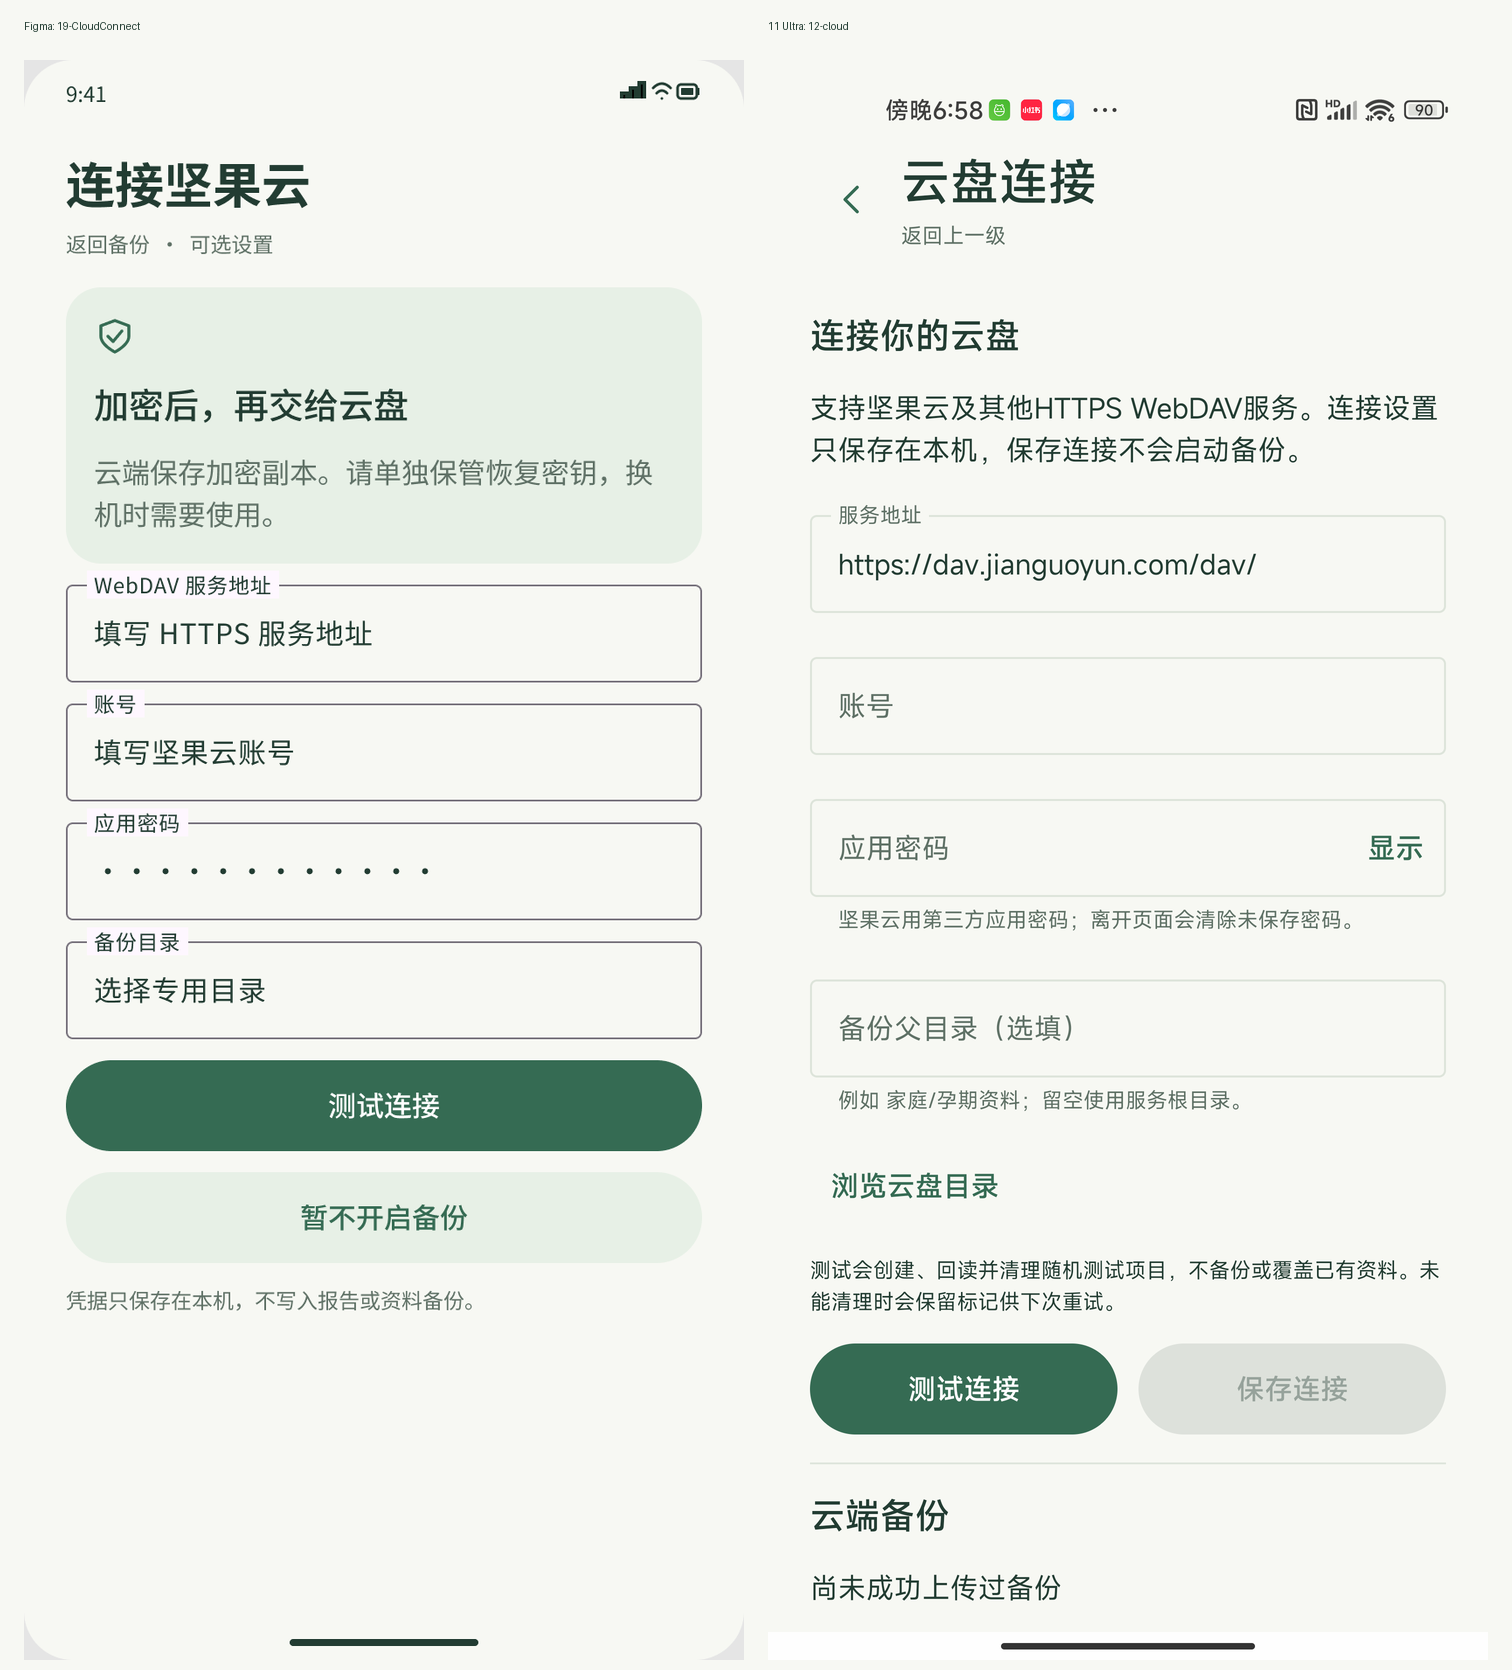 Figma: 19-CloudConnect
9:41
连接坚果云
返回备份 · 可选设置
加密后，再交给云盘
云端保存加密副本。请单独保管恢复密钥，换
机时需要使用。
WebDAV 服务地址
填写 HTTPS 服务地址
账号
填写坚果云账号
应用密码
············
备份目录
选择专用目录
测试连接
暂不开启备份
凭据只保存在本机，不写入报告或资料备份。
11 Ultra: 12-cloud
傍晚6:58 小红书 ··· HD 6 90
云盘连接
返回上一级
连接你的云盘
支持坚果云及其他HTTPS WebDAV服务。连接设置
只保存在本机，保存连接不会启动备份。
服务地址
https://dav.jianguoyun.com/dav/
账号
应用密码 显示
坚果云用第三方应用密码；离开页面会清除未保存密码。
备份父目录（选填）
例如 家庭/孕期资料；留空使用服务根目录。
浏览云盘目录
测试会创建、回读并清理随机测试项目，不备份或覆盖已有资料。未
能清理时会保留标记供下次重试。
测试连接 保存连接
云端备份
尚未成功上传过备份